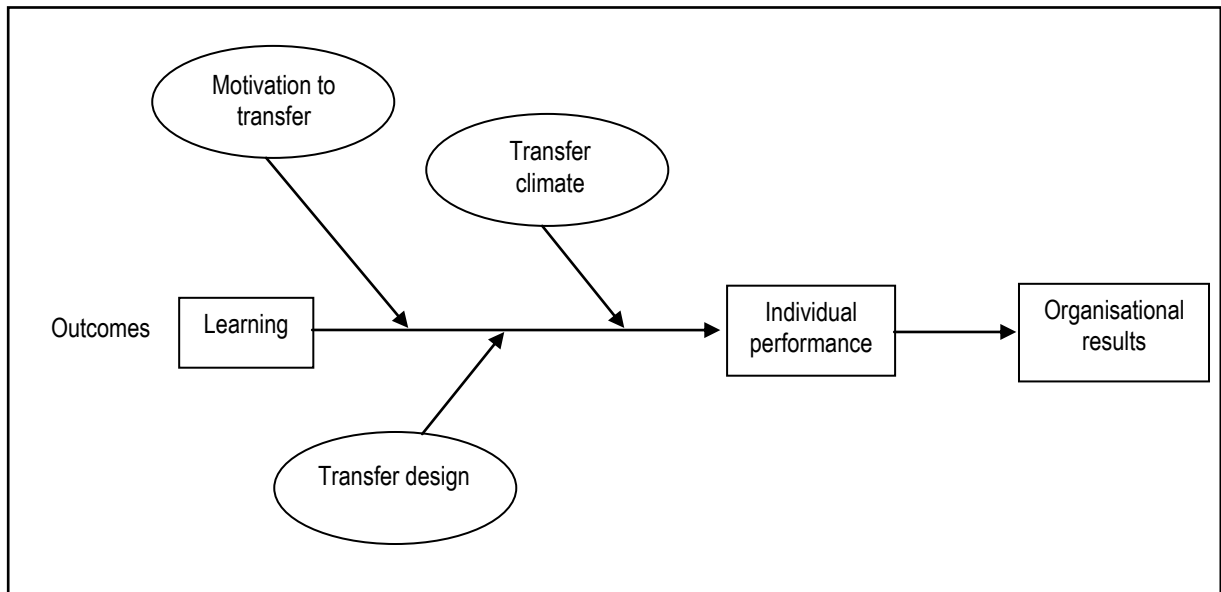 Motivation to
transfer
Transfer
climate
Outcomes
Learning
Individual
performance
Organisational
results
Transfer design